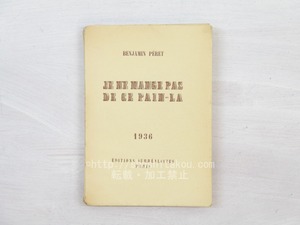 BENJAMIN PÉRET
JE NE MANGE PAS
DE CE PAIN-LA
1936
ÉDITIONS SURRÉALISTES
PARIS
転載・加工禁止